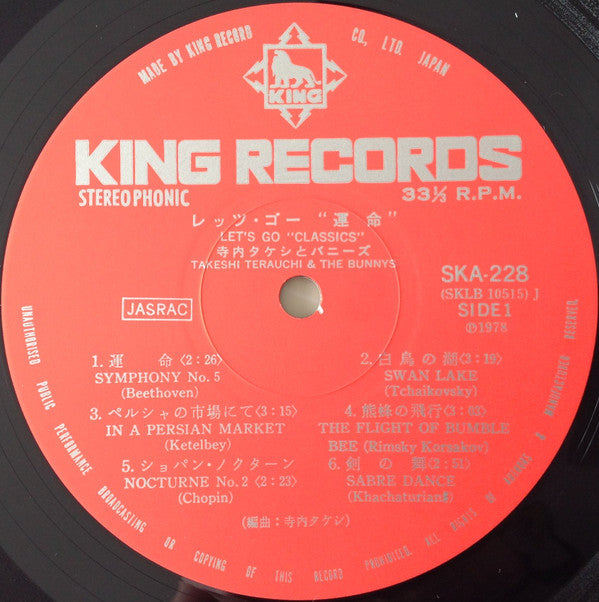 MADE BY KING RECORD CO., LTD. JAPAN
KING
KING RECORDS
STEREOPHONIC
33⅓ R.P.M.
レッツ・ゴー “運命”
LET'S GO "CLASSICS"
寺内タケシとバニーズ
TAKESHI TERAUCHI & THE BUNNYS
SKA-228
(SKLB 10515) J
SIDE 1
Ⓟ1978
JASRAC
1. 運 命〈2:26〉
SYMPHONY No. 5
(Beethoven)
2. 白鳥の湖〈3:19〉
SWAN LAKE
(Tchaikovsky)
3. ペルシャの市場にて〈3:15〉
IN A PERSIAN MARKET
(Ketelbey)
4. 熊蜂の飛行〈3:03〉
THE FLIGHT OF BUMBLE
BEE (Rimsky Korsakov)
5. ショパン・ノクターン
NOCTURNE No. 2〈2:23〉
(Chopin)
6. 剣の舞〈2:51〉
SABRE DANCE
(Khachaturian)
(編曲:寺内タケシ)
UNAUTHORISED PUBLIC PERFORMANCE BROADCASTING OR COPYING OF THIS RECORD PROHIBITED. ALL RIGHTS OF RECORDS & MANUFACTURER RESERVED.